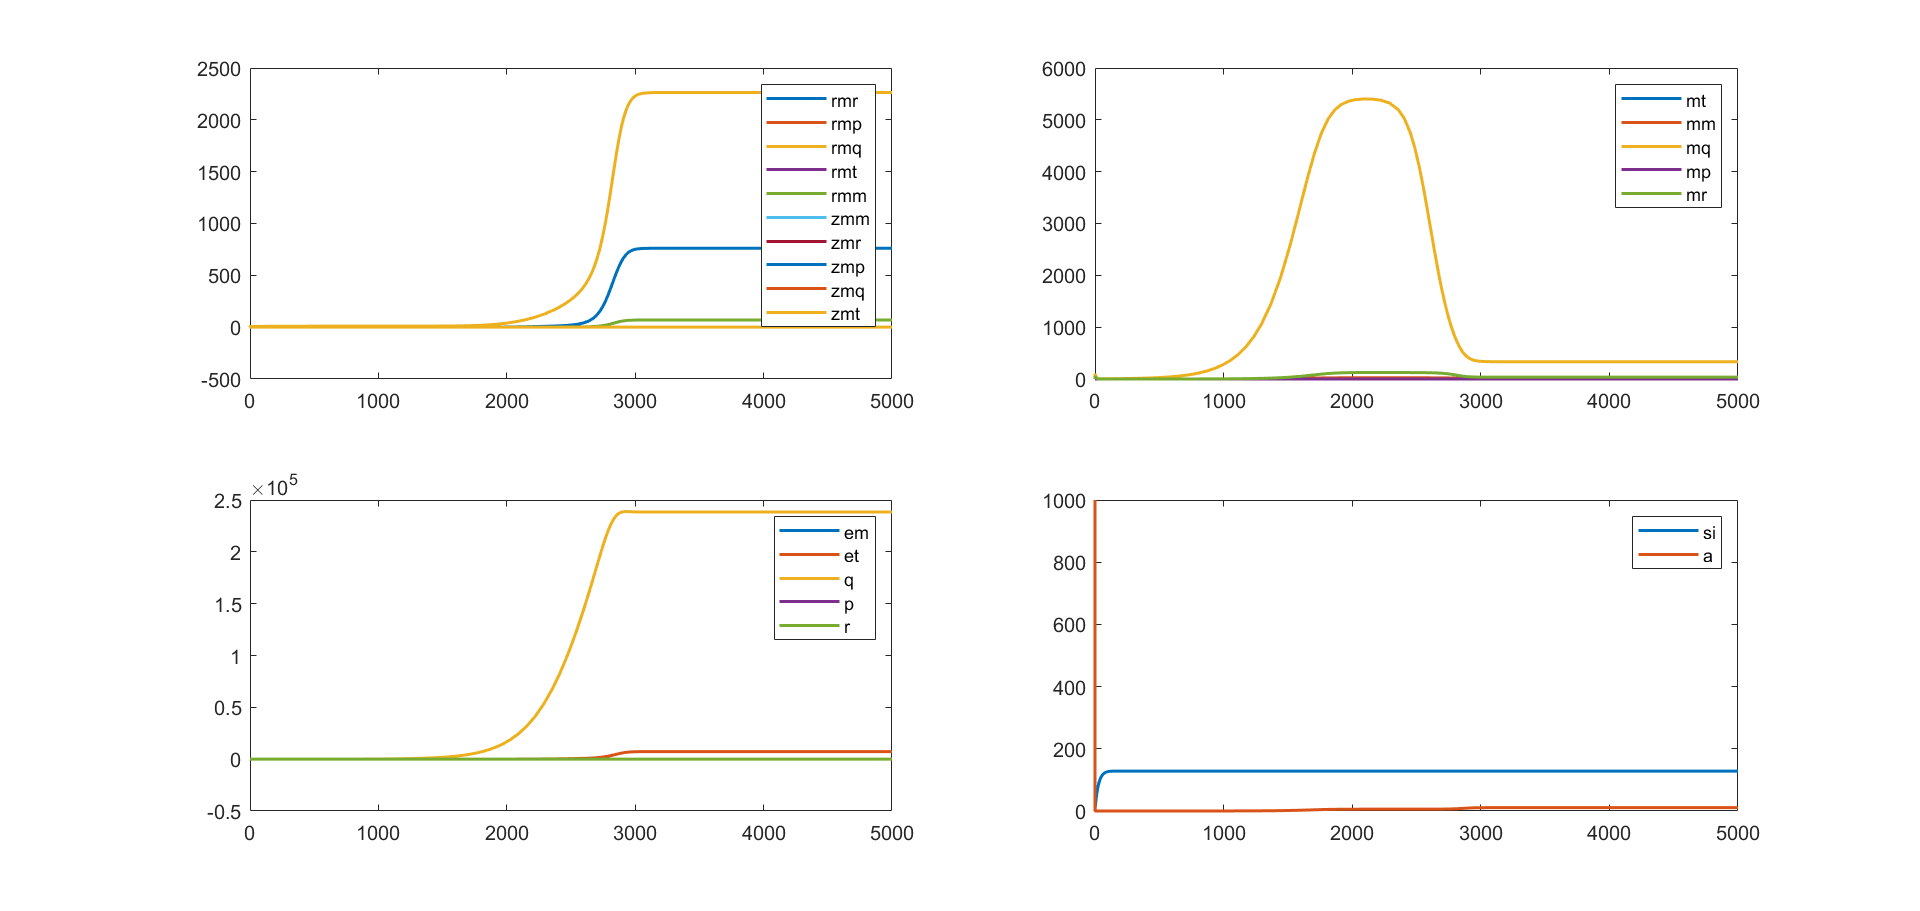 2500
2000
1500
1000
500
0
-500
0 1000 2000 3000 4000 5000
rmr
rmp
rmq
rmt
rmm
zmm
zmr
zmp
zmq
zmt
6000
5000
4000
3000
2000
1000
0
0 1000 2000 3000 4000 5000
mt
mm
mq
mp
mr
×10^5
2.5
2
1.5
1
0.5
0
-0.5
0 1000 2000 3000 4000 5000
em
et
q
p
r
1000
800
600
400
200
0
0 1000 2000 3000 4000 5000
si
a